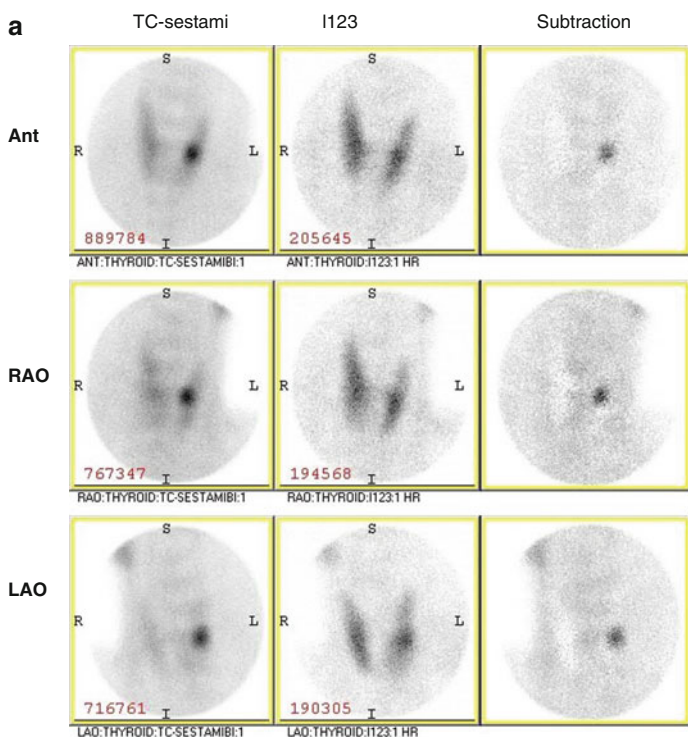 a
TC-sestami I123 Subtraction
Ant
S S
R L R L
889784 I 205645 I
ANT:THYROID:TC-SESTAMIBI:1 ANT:THYROID:I123:1 HR
RAO
S S
R L R L
767347 I 194568 I
RAO:THYROID:TC-SESTAMIBI:1 RAO:THYROID:I123:1 HR
LAO
S S
R L R L
716761 I 190305 I
LAO:THYROID:TC-SESTAMIBI:1 LAO:THYROID:I123:1 HR